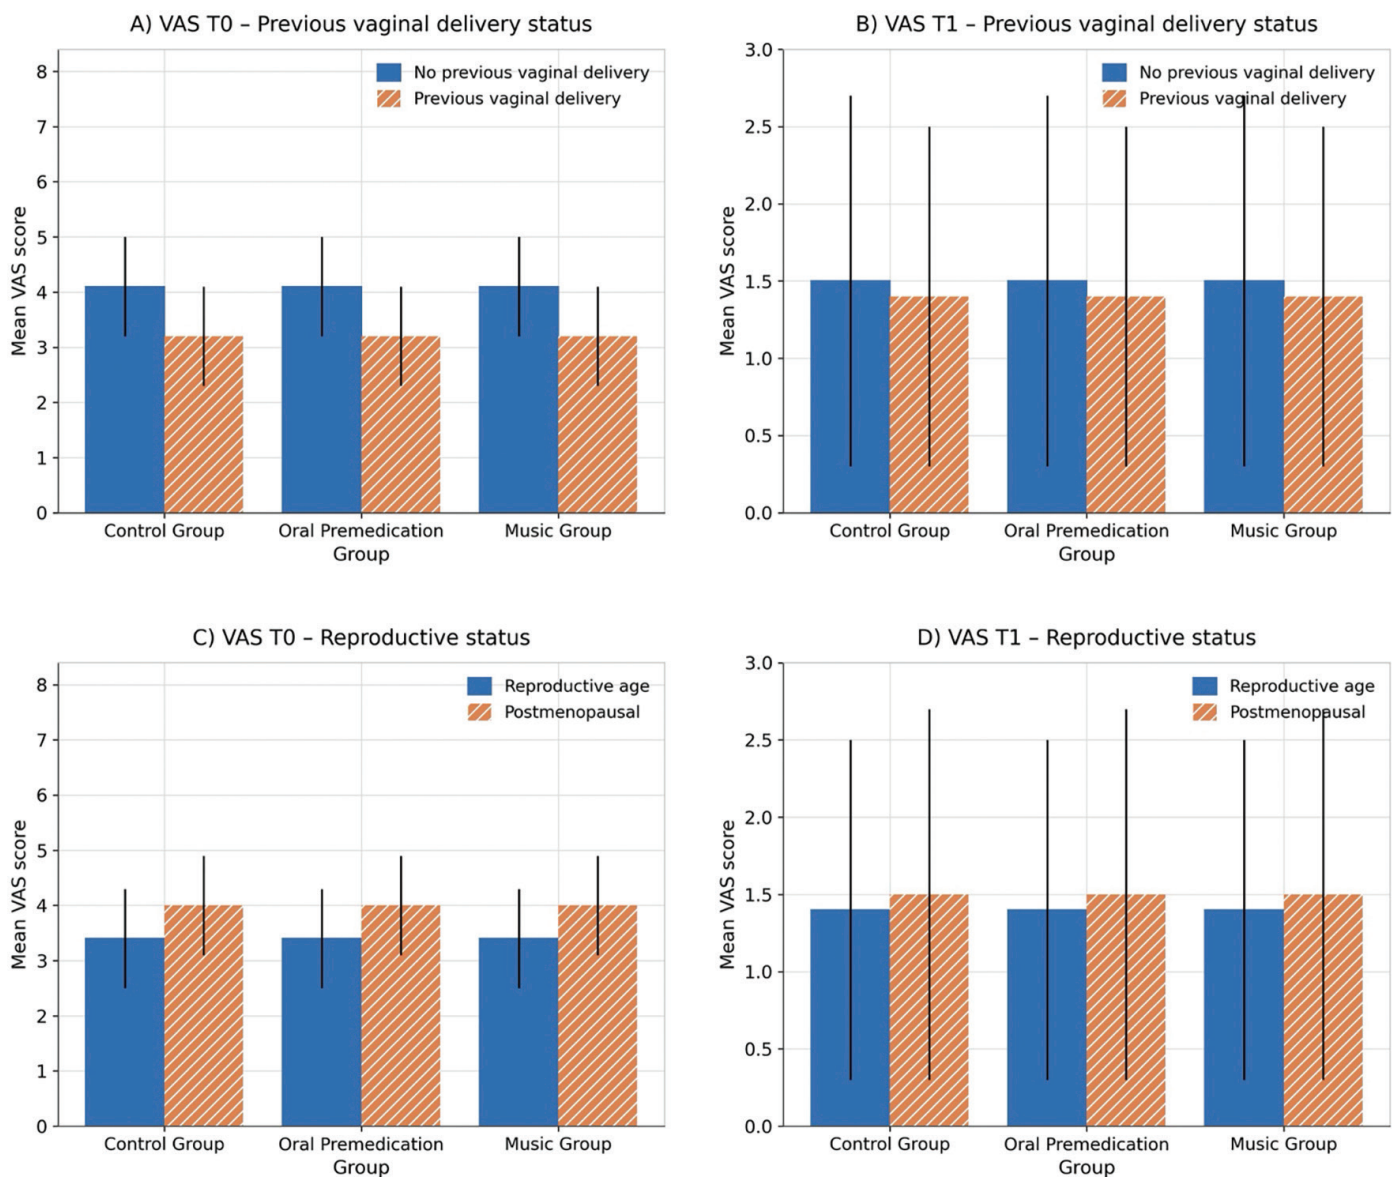 A) VAS T0 – Previous vaginal delivery status
No previous vaginal delivery
Previous vaginal delivery
Mean VAS score
8
7
6
5
4
3
2
1
0
Control Group
Oral Premedication
Music Group
Group
B) VAS T1 – Previous vaginal delivery status
No previous vaginal delivery
Previous vaginal delivery
Mean VAS score
3.0
2.5
2.0
1.5
1.0
0.5
0.0
Control Group
Oral Premedication
Music Group
Group
C) VAS T0 – Reproductive status
Reproductive age
Postmenopausal
Mean VAS score
8
7
6
5
4
3
2
1
0
Control Group
Oral Premedication
Music Group
Group
D) VAS T1 – Reproductive status
Reproductive age
Postmenopausal
Mean VAS score
3.0
2.5
2.0
1.5
1.0
0.5
0.0
Control Group
Oral Premedication
Music Group
Group